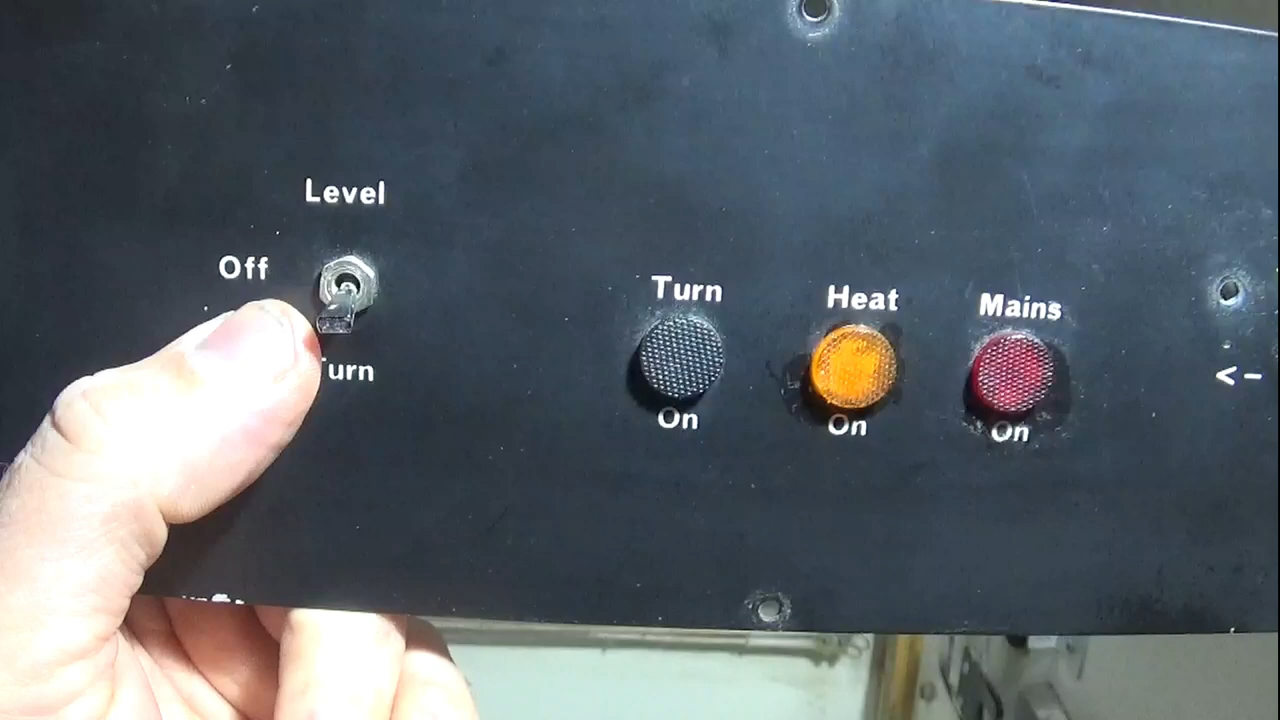 Level
Off
Turn
Turn
Heat
Mains
On
On
On
<-